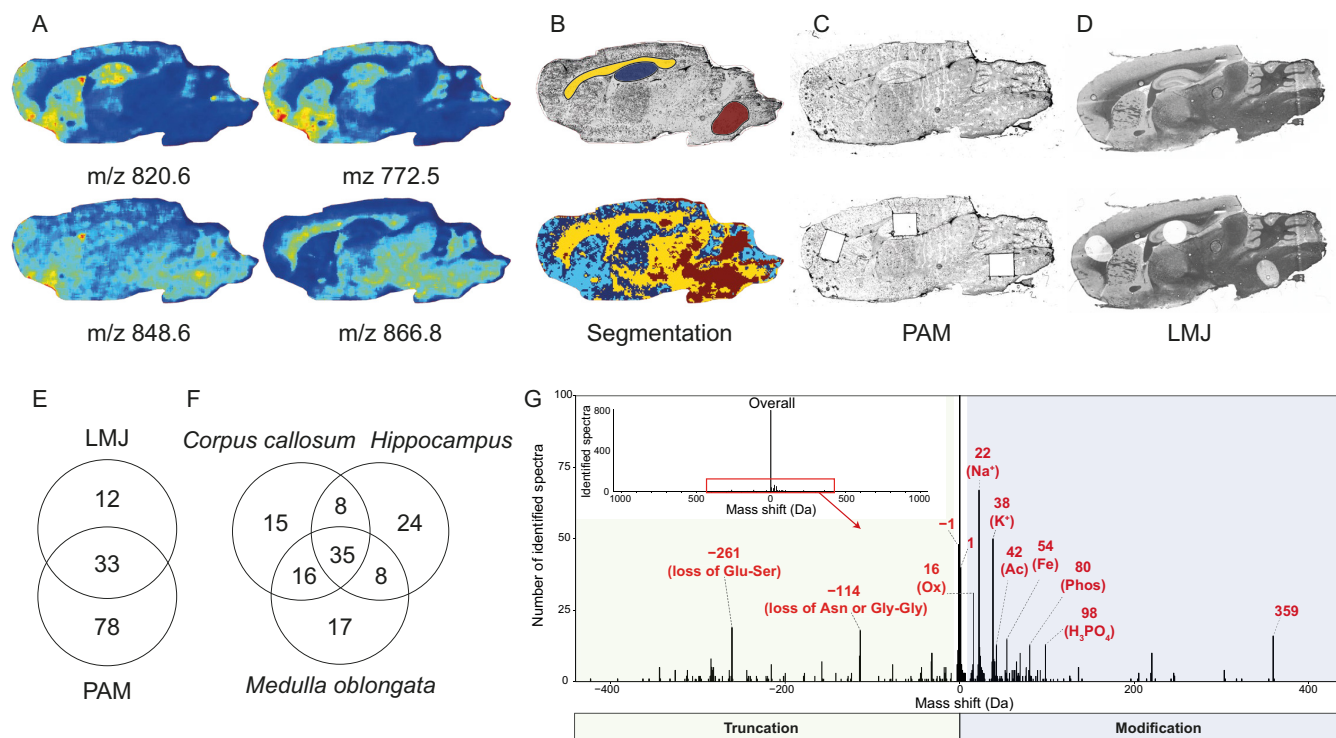 A
B
C
D
m/z 820.6
mz 772.5
m/z 848.6
m/z 866.8
Segmentation
PAM
LMJ
E
LMJ
12
33
78
PAM
F
Corpus callosum
Hippocampus
8
15
24
35
16
8
17
Medulla oblongata
G
Number of identified spectra
100
75
50
25
0
Overall
Identified spectra
800
400
0
1000
500
0
500
1000
Mass shift (Da)
−261
(loss of Glu-Ser)
−114
(loss of Asn or Gly-Gly)
−1
1
16
(Ox)
22
(Na⁺)
38
(K⁺)
42
(Ac)
54
(Fe)
80
(Phos)
98
(H₃PO₄)
359
−400
−200
0
200
400
Mass shift (Da)
Truncation
Modification